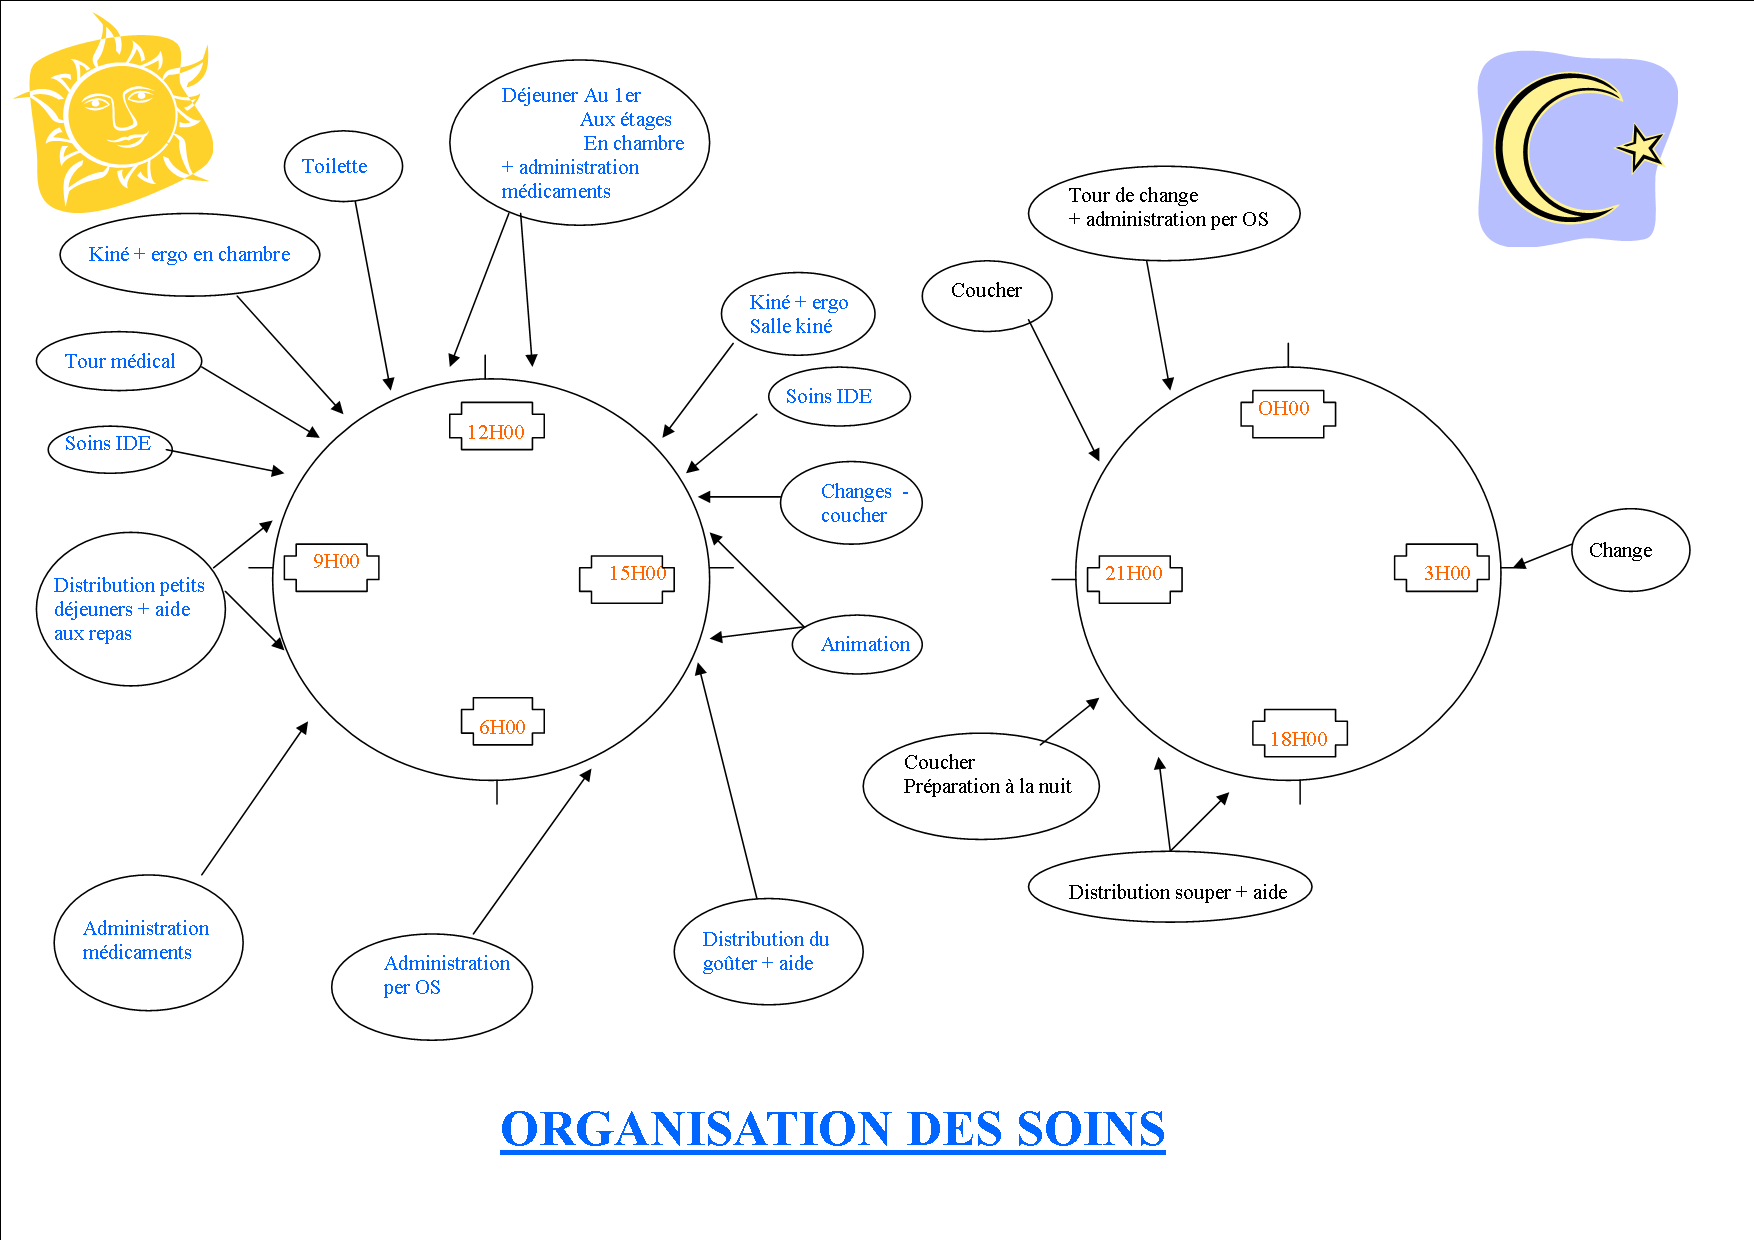 Déjeuner Au 1er
Aux étages
En chambre
+ administration
médicaments
Toilette
Kiné + ergo en chambre
Tour médical
Soins IDE
Distribution petits
déjeuners + aide
aux repas
Administration
médicaments
Administration
per OS
Distribution du
goûter + aide
Animation
Changes -
coucher
Soins IDE
Kiné + ergo
Salle kiné
12H00
9H00
15H00
6H00
Tour de change
+ administration per OS
Coucher
OH00
21H00
3H00
18H00
Change
Coucher
Préparation à la nuit
Distribution souper + aide
ORGANISATION DES SOINS